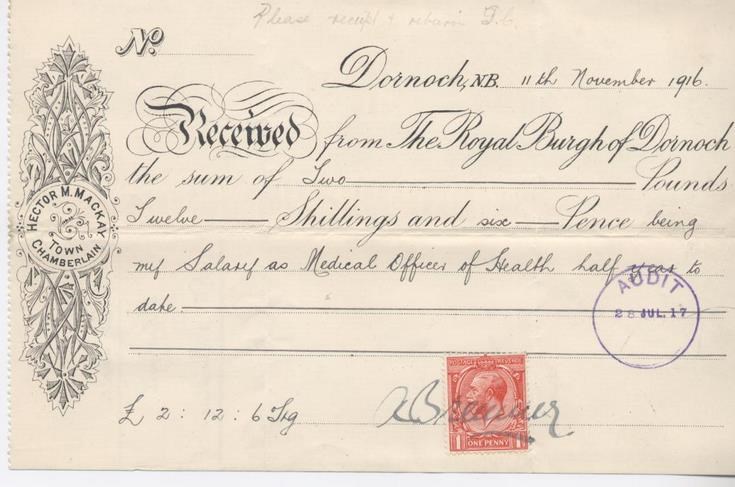 Please receipt & return T.C.
No.
Dornoch, N.B. 11th November 1916.
Received from The Royal Burgh of Dornoch
the sum of Two Pounds
Twelve Shillings and six Pence being
my Salary as Medical Officer of Health half year to
date.
HECTOR M. MACKAY
TOWN
CHAMBERLAIN
AUDIT
28 JUL. 17
£ 2 : 12 : 6 Stg
POSTAGE REVENUE
1 1
ONE PENNY